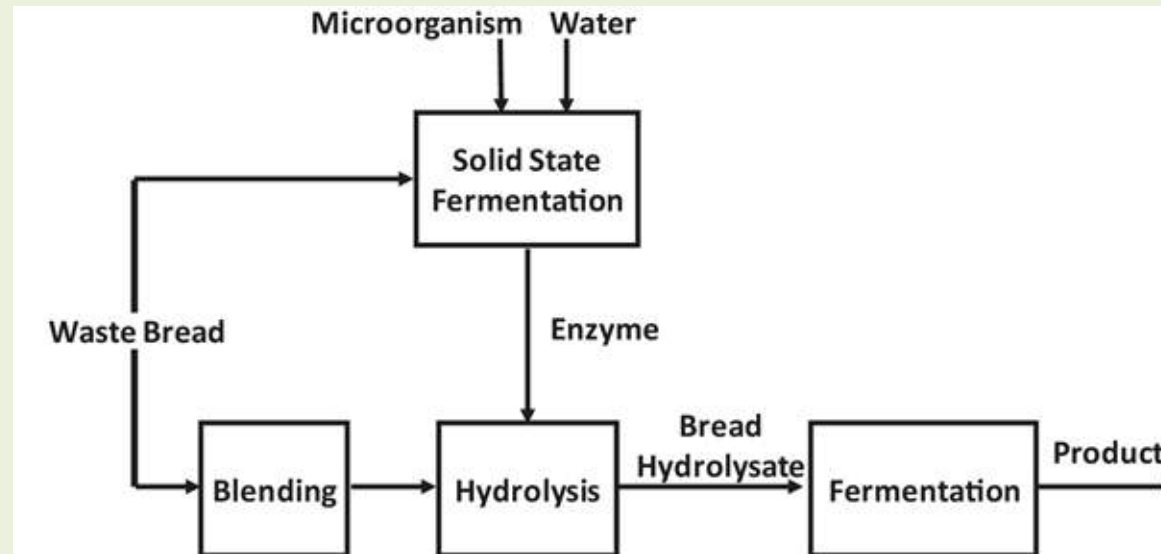 Microorganism Water
Solid State
Fermentation
Waste Bread
Enzyme
Blending
Hydrolysis
Bread
Hydrolysate
Fermentation
Product